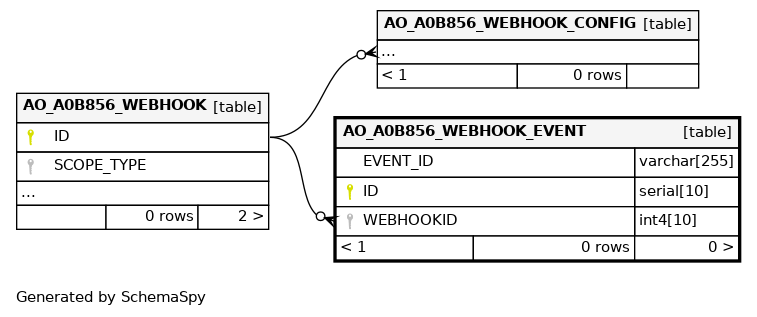 AO_A0B856_WEBHOOK_CONFIG [table]
...
< 1 0 rows
AO_A0B856_WEBHOOK [table]
ID
SCOPE_TYPE
...
0 rows 2 >
AO_A0B856_WEBHOOK_EVENT [table]
EVENT_ID varchar[255]
ID serial[10]
WEBHOOKID int4[10]
< 1 0 rows 0 >
Generated by SchemaSpy